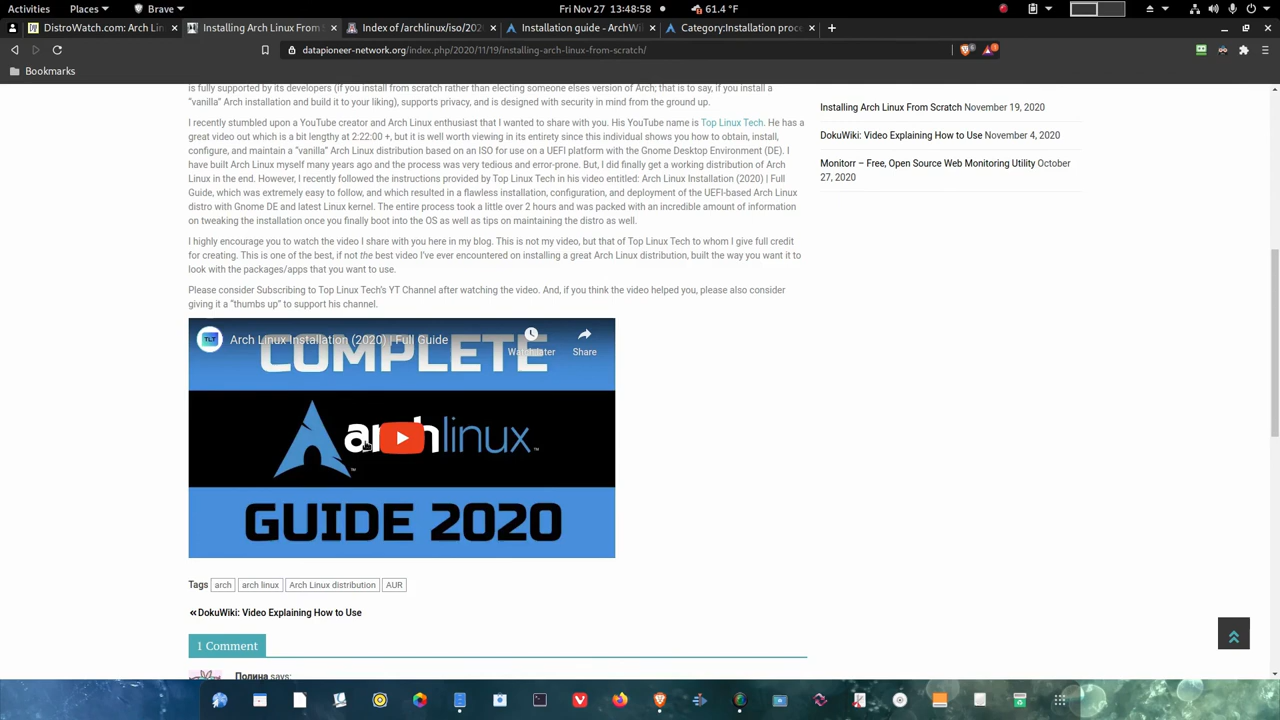 Activities Places Brave Fri Nov 27 13:48:58 61.4 °F
DistroWatch.com: Arch Lin Installing Arch Linux From Index of /archlinux/iso/202 Installation guide - ArchWi Category:Installation proc
datapioneer-network.org/index.php/2020/11/19/installing-arch-linux-from-scratch/
Bookmarks
is fully supported by its developers (if you install from scratch rather than electing someone elses version of Arch; that is to say, if you install a
"vanilla" Arch installation and build it to your liking), supports privacy, and is designed with security in mind from the ground up.
I recently stumbled upon a YouTube creator and Arch Linux enthusiast that I wanted to share with you. His YouTube name is Top Linux Tech. He has a
great video out which is a bit lengthy at 2:22:00 +, but it is well worth viewing in its entirety since this individual shows you how to obtain, install,
configure, and maintain a "vanilla" Arch Linux distribution based on an ISO for use on a UEFI platform with the Gnome Desktop Environment (DE). I
have built Arch Linux myself many years ago and the process was very tedious and error-prone. But, I did finally get a working distribution of Arch
Linux in the end. However, I recently followed the instructions provided by Top Linux Tech in his video entitled: Arch Linux Installation (2020) | Full
Guide, which was extremely easy to follow, and which resulted in a flawless installation, configuration, and deployment of the UEFI-based Arch Linux
distro with Gnome DE and latest Linux kernel. The entire process took a little over 2 hours and was packed with an incredible amount of information
on tweaking the installation once you finally boot into the OS as well as tips on maintaining the distro as well.
I highly encourage you to watch the video I share with you here in my blog. This is not my video, but that of Top Linux Tech to whom I give full credit
for creating. This is one of the best, if not the best video I've ever encountered on installing a great Arch Linux distribution, built the way you want it to
look with the packages/apps that you want to use.
Please consider Subscribing to Top Linux Tech's YT Channel after watching the video. And, if you think the video helped you, please also consider
giving it a "thumbs up" to support his channel.
TLT Arch Linux Installation (2020) | Full Guide
COMPLETE
Watch later Share
archlinux
GUIDE 2020
Tags arch arch linux Arch Linux distribution AUR
«DokuWiki: Video Explaining How to Use
1 Comment
Полина says:
Installing Arch Linux From Scratch November 19, 2020
DokuWiki: Video Explaining How to Use November 4, 2020
Monitorr – Free, Open Source Web Monitoring Utility October
27, 2020